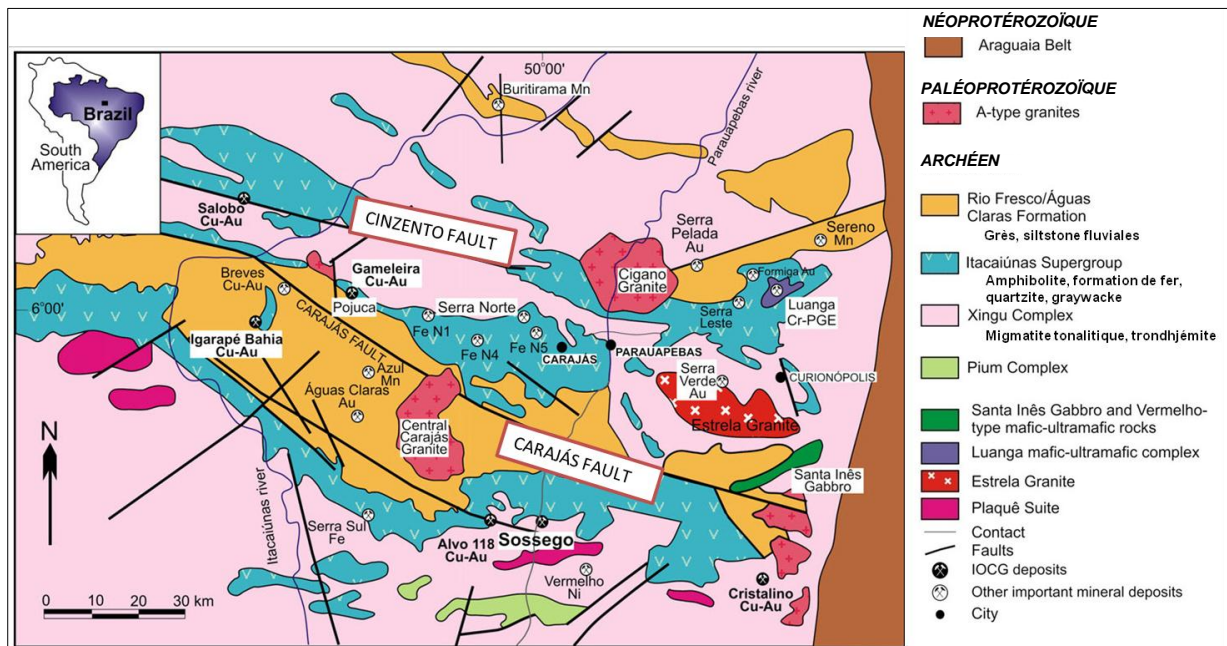 Brazil
South
America
50°00'
6°00'
Buritirama Mn
Parauapebas river
Salobo
Cu-Au
CINZENTO FAULT
Serra
Pelada
Au
Sereno
Mn
Breves
Cu-Au
Gameleira
Cu-Au
Pojuca
Cigano
Granite
Formiga Au
Luanga
Cr-PGE
Serra
Leste
Serra Norte
Fe N1
Fe N4
Fe N5
CARAJÁS
PARAUAPEBAS
CARAJÁS FAULT
Igarapé Bahia
Cu-Au
Azul
Mn
Águas Claras
Au
Central
Carajás
Granite
Serra
Verde
Au
CURIONÓPOLIS
Estrela Granite
CARAJÁS FAULT
Santa Inês
Gabbro
N
Itacaiúnas river
Serra Sul
Fe
Alvo 118
Cu-Au
Sossego
Vermelho
Ni
Cristalino
Cu-Au
0 10 20 30 km
NÉOPROTÉROZOÏQUE
Araguaia Belt
PALÉOPROTÉROZOÏQUE
A-type granites
ARCHÉEN
Rio Fresco/Águas
Claras Formation
Grès, siltstone fluviales
Itacaiúnas Supergroup
Amphibolite, formation de fer,
quartzite, graywacke
Xingu Complex
Migmatite tonalitique, trondhjémite
Pium Complex
Santa Inês Gabbro and Vermelho-
type mafic-ultramafic rocks
Luanga mafic-ultramafic complex
Estrela Granite
Plaquê Suite
Contact
Faults
IOCG deposits
Other important mineral deposits
City